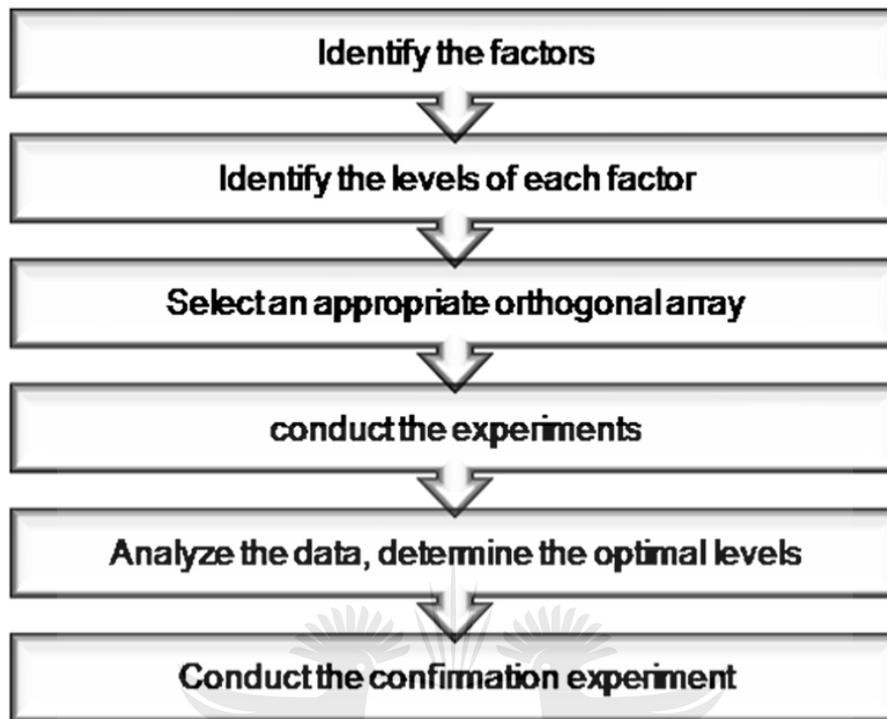 Identify the factors
Identify the levels of each factor
Select an appropriate orthogonal array
conduct the experiments
Analyze the data, determine the optimal levels
Conduct the confirmation experiment